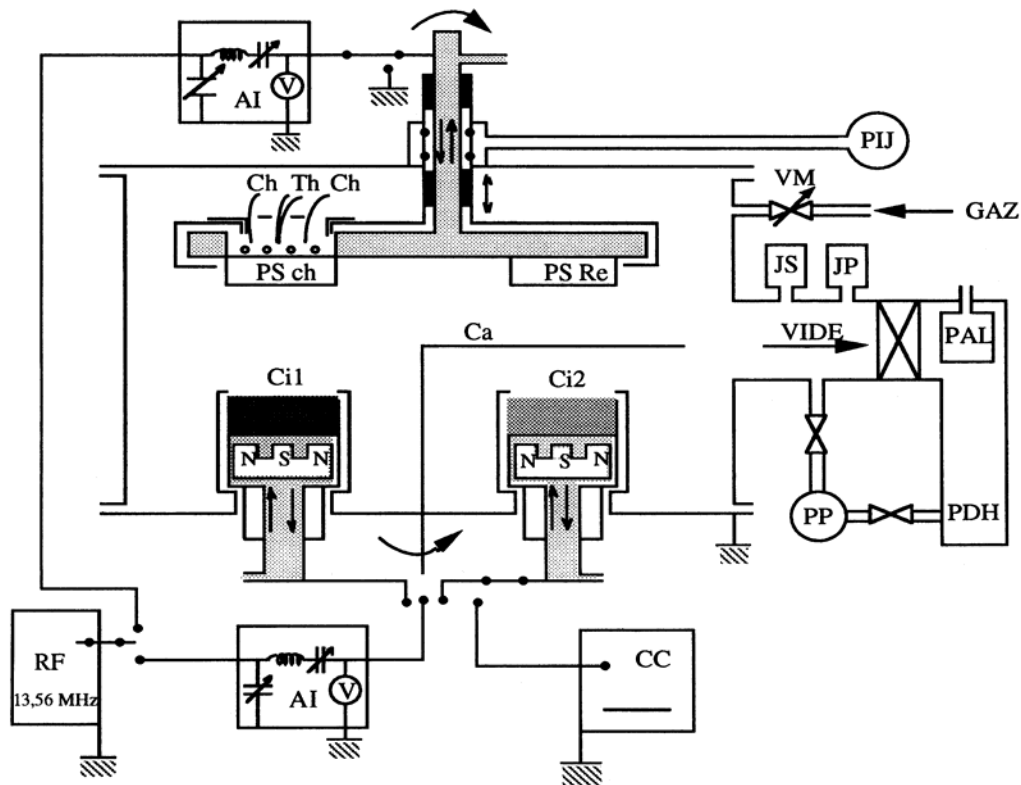 AI
V
PIJ
Ch Th Ch
VM
GAZ
PS ch
PS Re
JS
JP
Ca
VIDE
PAL
Ci1
Ci2
N S N
N S N
PP
PDH
RF
13,56 MHz
AI
V
CC